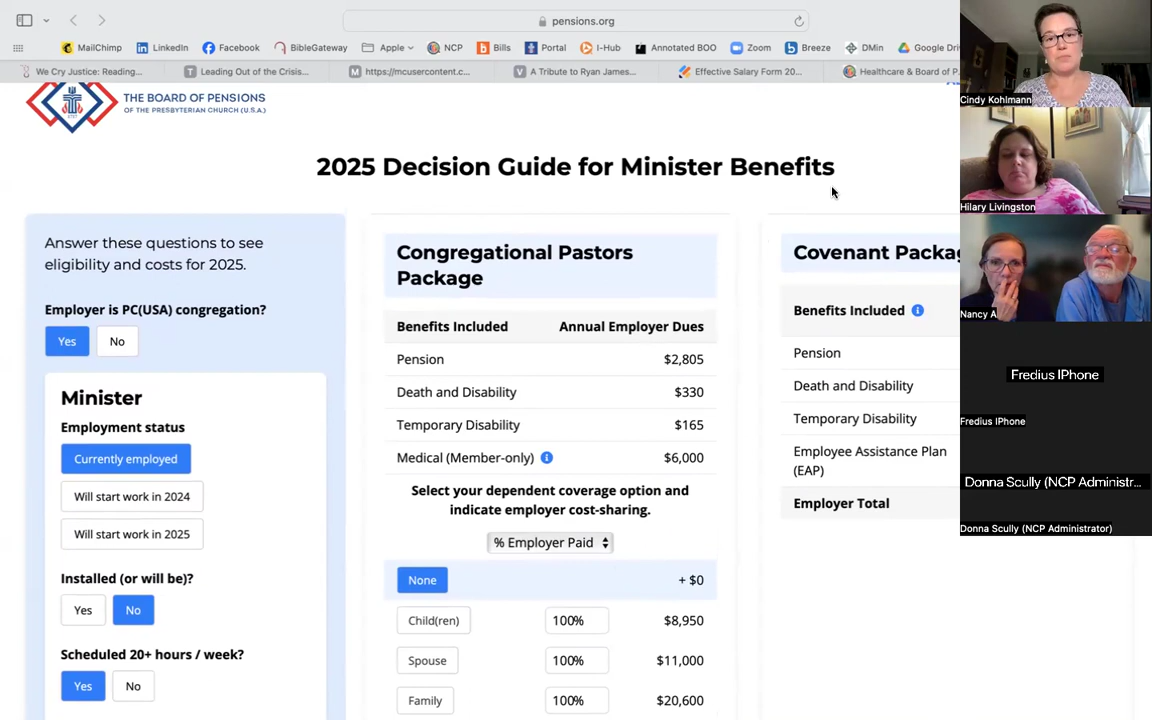 pensions.org
MailChimp
LinkedIn
Facebook
BibleGateway
Apple
NCP
Bills
Portal
I-Hub
Annotated BOO
Zoom
Breeze
DMin
Google Dri
We Cry Justice: Reading...
Leading Out of the Crisis...
https://mcusercontent.c...
A Tribute to Ryan James...
Effective Salary Form 20...
Healthcare & Board of P
THE BOARD OF PENSIONS
OF THE PRESBYTERIAN CHURCH (U.S.A.)
2025 Decision Guide for Minister Benefits
Answer these questions to see
eligibility and costs for 2025.
Employer is PC(USA) congregation?
Yes No
Minister
Employment status
Currently employed
Will start work in 2024
Will start work in 2025
Installed (or will be)?
Yes No
Scheduled 20+ hours / week?
Yes No
Congregational Pastors
Package
Benefits Included Annual Employer Dues
Pension $2,805
Death and Disability $330
Temporary Disability $165
Medical (Member-only) $6,000
Select your dependent coverage option and
indicate employer cost-sharing.
% Employer Paid
None + $0
Child(ren) 100% $8,950
Spouse 100% $11,000
Family 100% $20,600
Covenant Packag
Benefits Included
Pension
Death and Disability
Temporary Disability
Employee Assistance Plan
(EAP)
Employer Total
Cindy Kohlmann
Hilary Livingston
Nancy A
Fredius IPhone
Fredius IPhone
Donna Scully (NCP Administr...
Donna Scully (NCP Administrator)